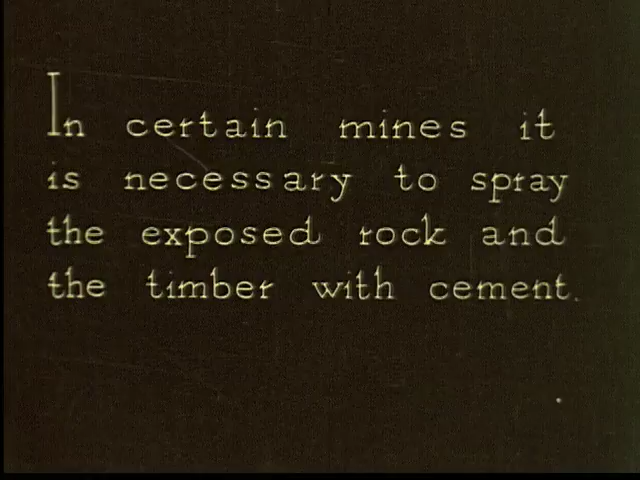 In certain mines it
is necessary to spray
the exposed rock and
the timber with cement.